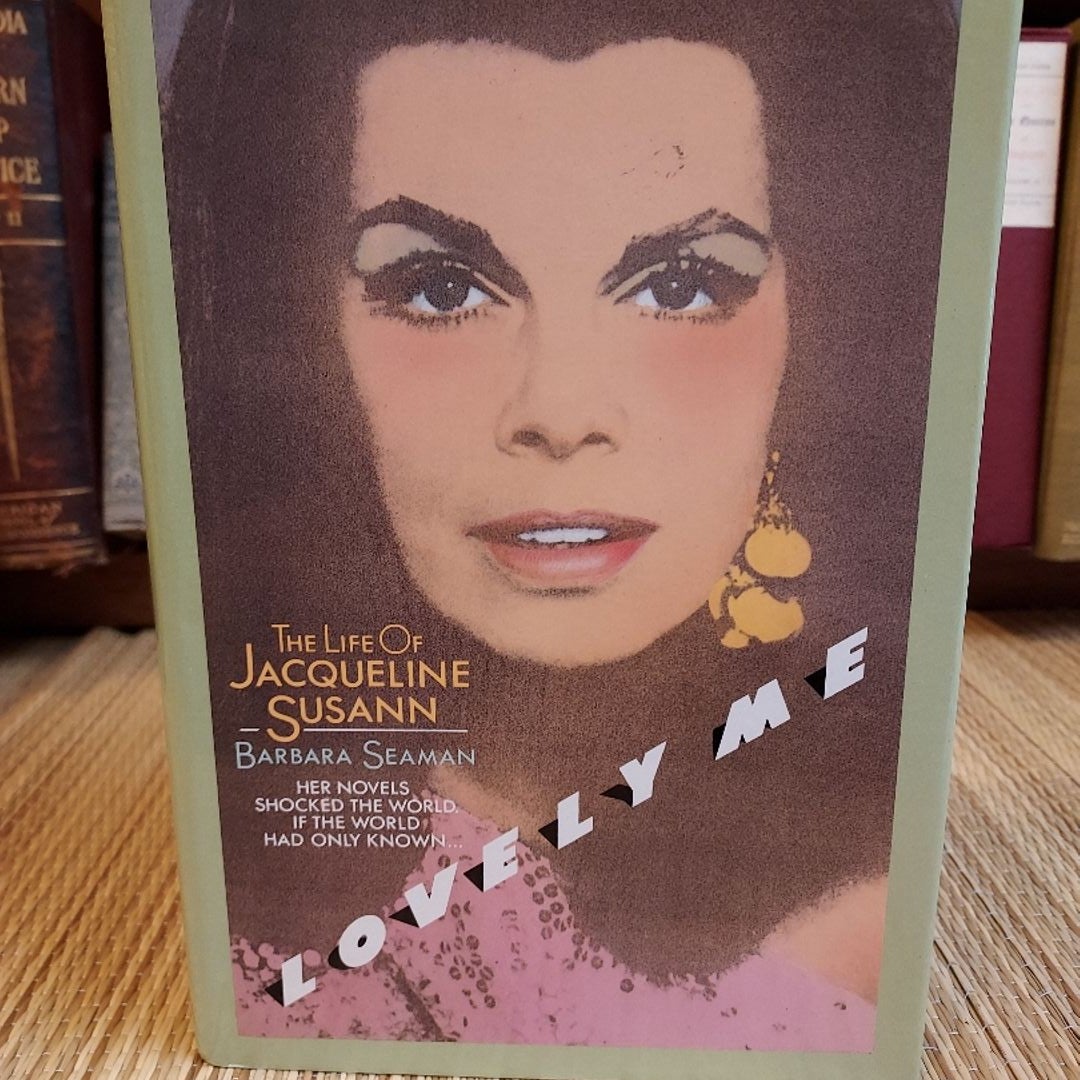 THE LIFE OF
JACQUELINE
SUSANN
BARBARA SEAMAN
HER NOVELS
SHOCKED THE WORLD.
IF THE WORLD
HAD ONLY KNOWN...
LOVELY ME
II